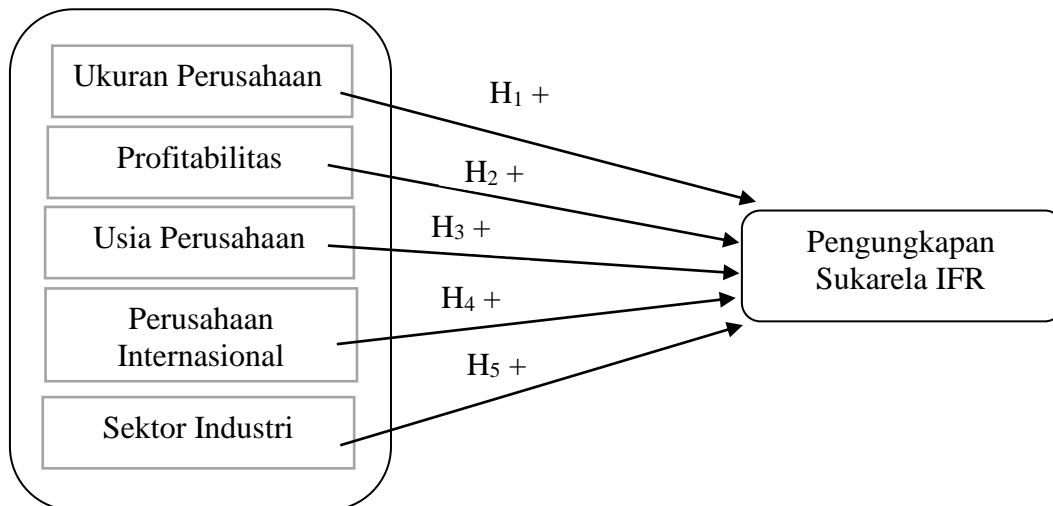 Ukuran Perusahaan
H₁ +
Profitabilitas
H₂ +
Usia Perusahaan
H₃ +
Perusahaan
Internasional
H₄ +
Sektor Industri
H₅ +
Pengungkapan
Sukarela IFR